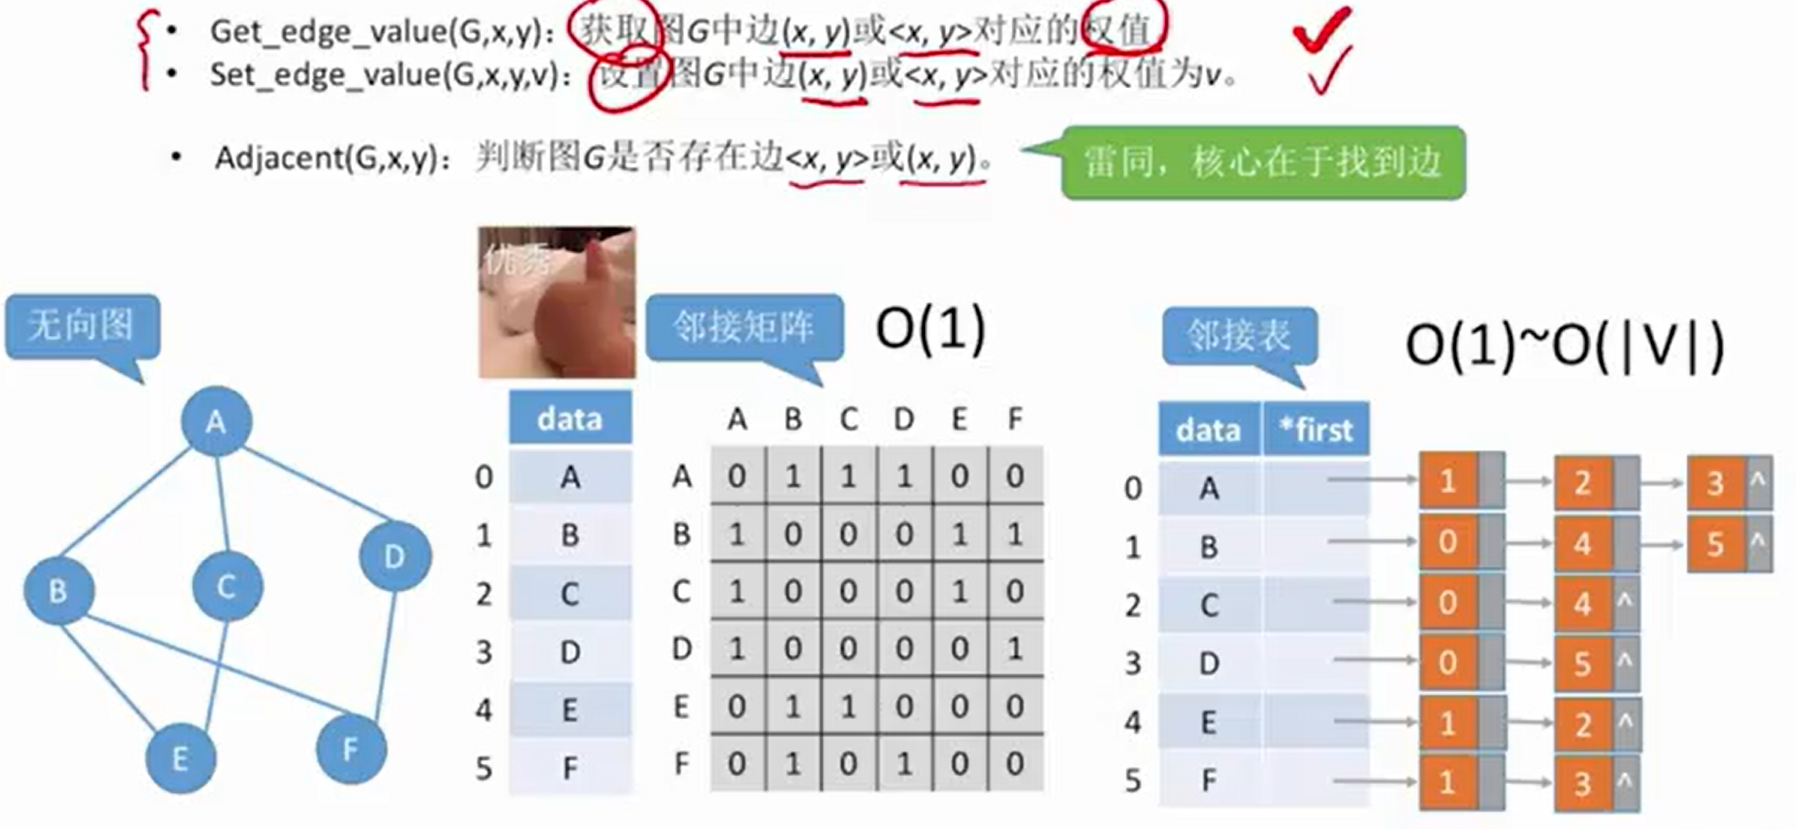 • Get_edge_value(G,x,y)：获取图G中边(x, y)或<x, y>对应的权值
• Set_edge_value(G,x,y,v)：设置图G中边(x, y)或<x, y>对应的权值为v。
• Adjacent(G,x,y)：判断图G是否存在边<x, y>或(x, y)。
雷同，核心在于找到边
优秀
无向图
邻接矩阵 O(1)
邻接表 O(1)~O(|V|)
A
B
C
D
E
F
data
0 A
1 B
2 C
3 D
4 E
5 F
A B C D E F
A 0 1 1 1 0 0
B 1 0 0 0 1 1
C 1 0 0 0 1 0
D 1 0 0 0 0 1
E 0 1 1 0 0 0
F 0 1 0 1 0 0
data *first
0 A 1 2 3 ^
1 B 0 4 5 ^
2 C 0 4 ^
3 D 0 5 ^
4 E 1 2 ^
5 F 1 3 ^